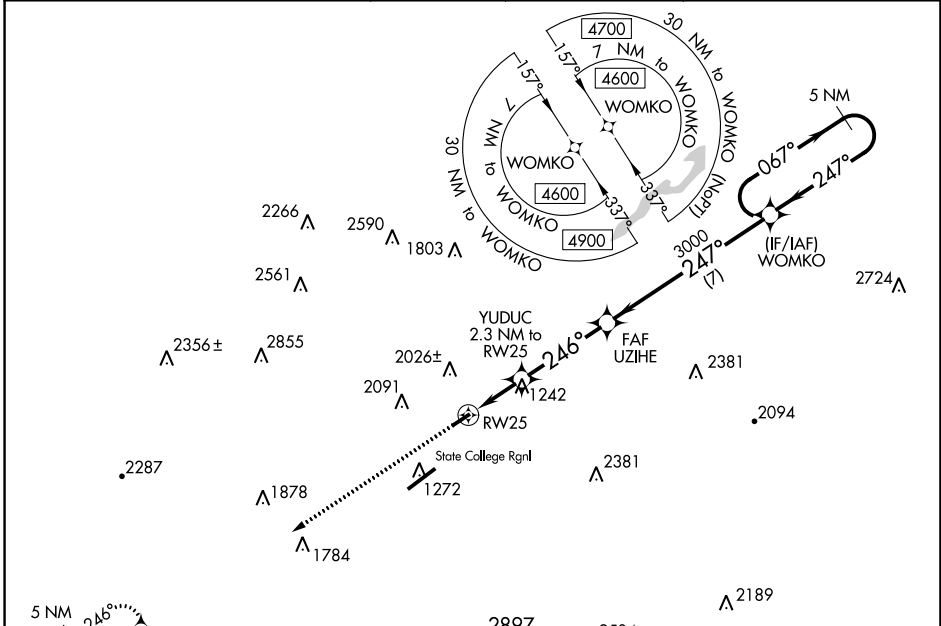 4700
30 NM to WOMKO (NoPT)
157°
7 NM to WOMKO
4600
WOMKO
337°
157°
7 NM to WOMKO
30 NM to WOMKO
WOMKO
4600
337°
4900
5 NM
067°
247°
(IF/IAF)
WOMKO
3000
247°
(7)
2266
2590
1803
2561
2724
YUDUC
2.3 NM to
RW25
246°
FAF
UZIHE
2356±
2855
2026±
2381
2091
1242
2094
RW25
State College Rgnl
2287
2381
1272
1878
1784
2189
5 NM
246°
2897